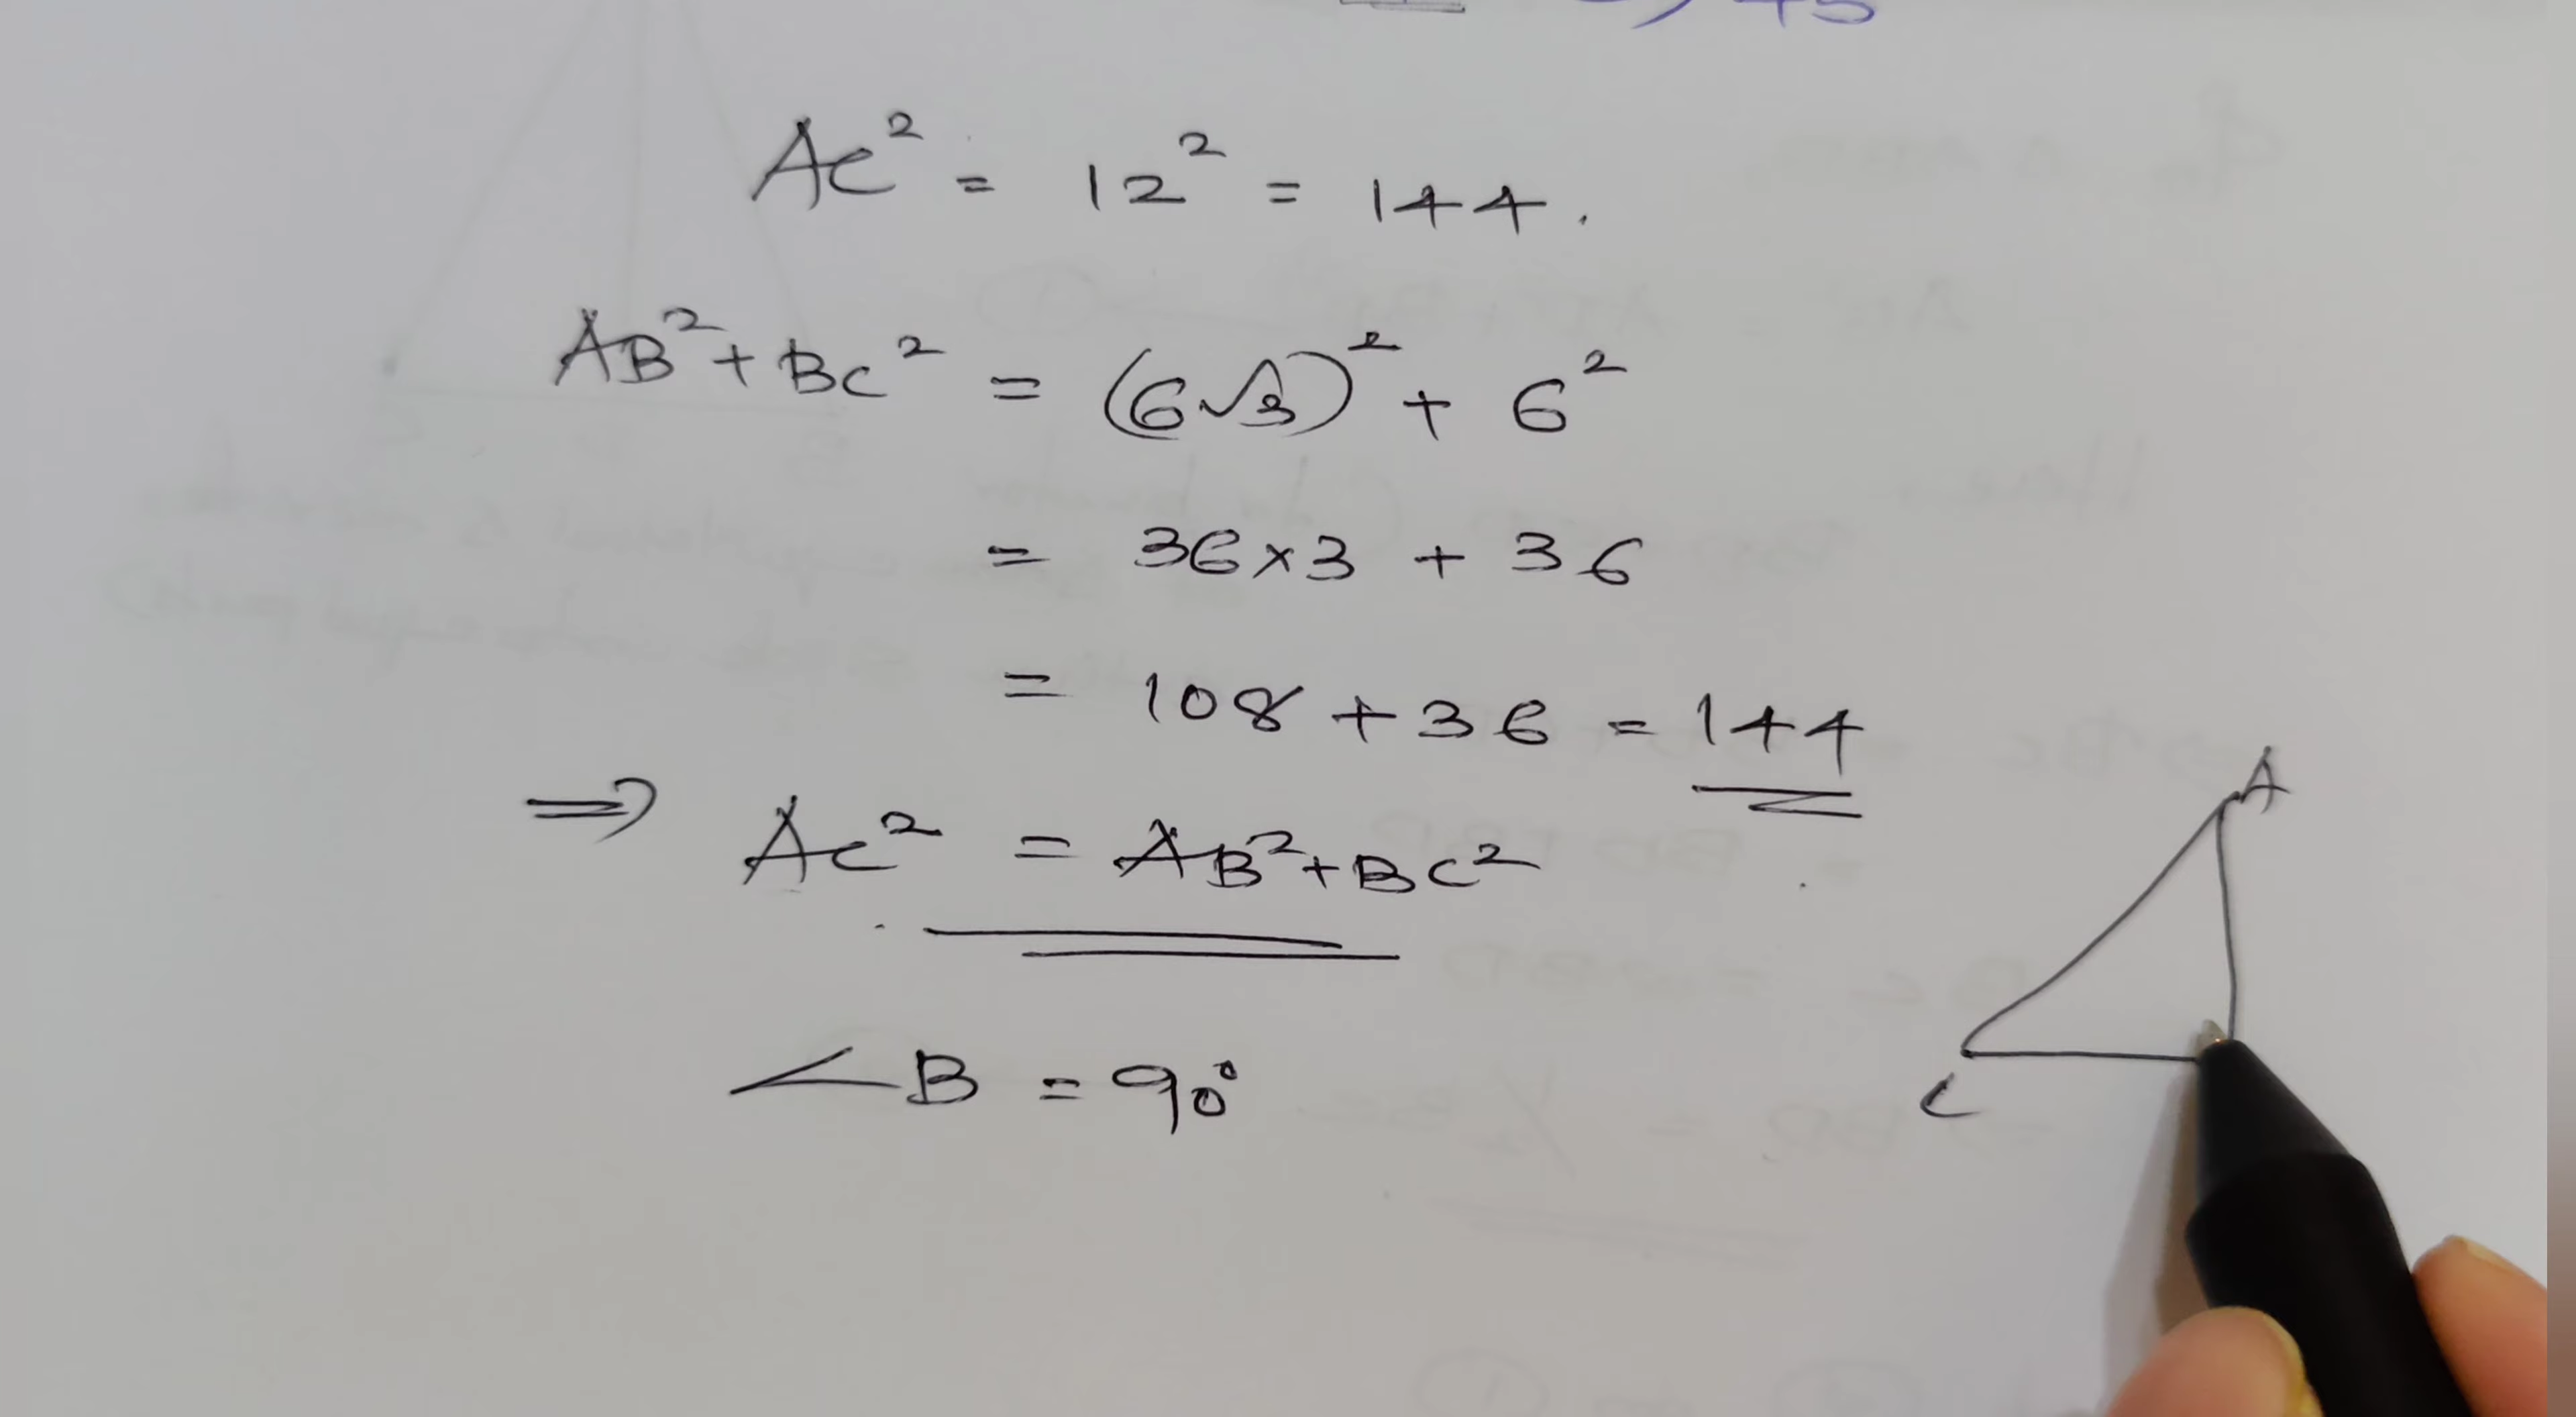 45
AC² = 12² = 144.
AB² + BC² = (6√3)² + 6²
= 36×3 + 36
= 108 + 36 = 144
⇒ AC² = AB² + BC²
∠B = 90°
A
C